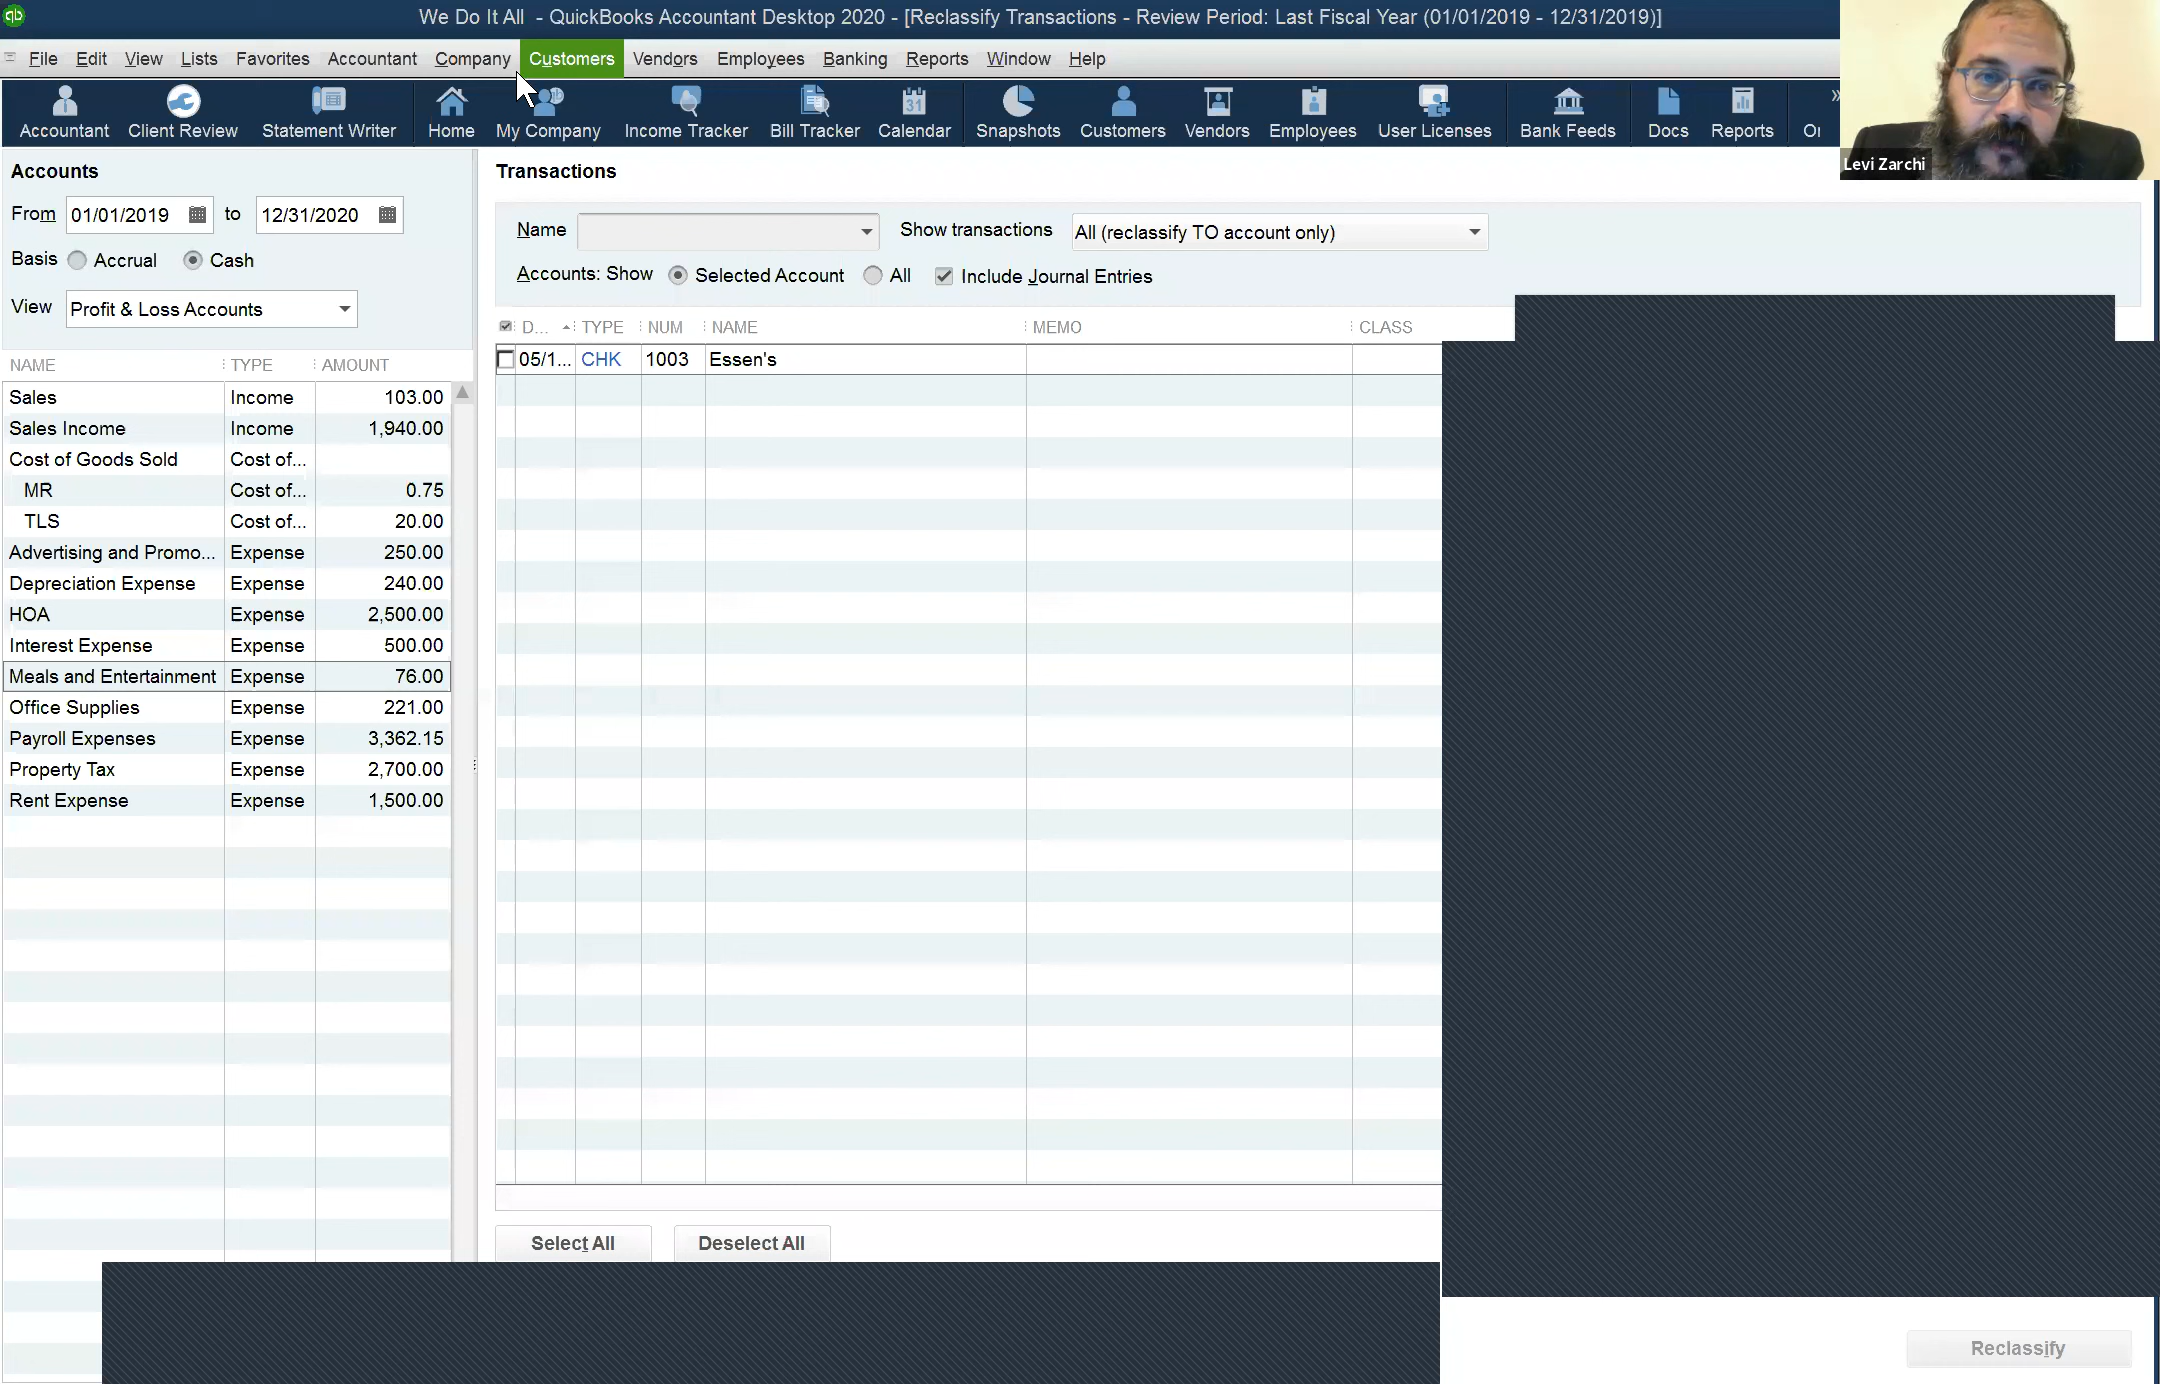 We Do It All - QuickBooks Accountant Desktop 2020 - [Reclassify Transactions - Review Period: Last Fiscal Year (01/01/2019 - 12/31/2019)]
File Edit View Lists Favorites Accountant Company Customers Vendors Employees Banking Reports Window Help
Accountant Client Review Statement Writer Home My Company Income Tracker Bill Tracker Calendar Snapshots Customers Vendors Employees User Licenses Bank Feeds Docs Reports
Levi Zarchi
Accounts
From 01/01/2019 to 12/31/2020
Basis Accrual Cash
View Profit & Loss Accounts
NAME TYPE AMOUNT
Sales Income 103.00
Sales Income Income 1,940.00
Cost of Goods Sold Cost of...
MR Cost of... 0.75
TLS Cost of... 20.00
Advertising and Promo... Expense 250.00
Depreciation Expense Expense 240.00
HOA Expense 2,500.00
Interest Expense Expense 500.00
Meals and Entertainment Expense 76.00
Office Supplies Expense 221.00
Payroll Expenses Expense 3,362.15
Property Tax Expense 2,700.00
Rent Expense Expense 1,500.00
Transactions
Name Show transactions All (reclassify TO account only)
Accounts: Show Selected Account All Include Journal Entries
D... TYPE NUM NAME MEMO CLASS
05/1... CHK 1003 Essen's
Select All Deselect All
Reclassify